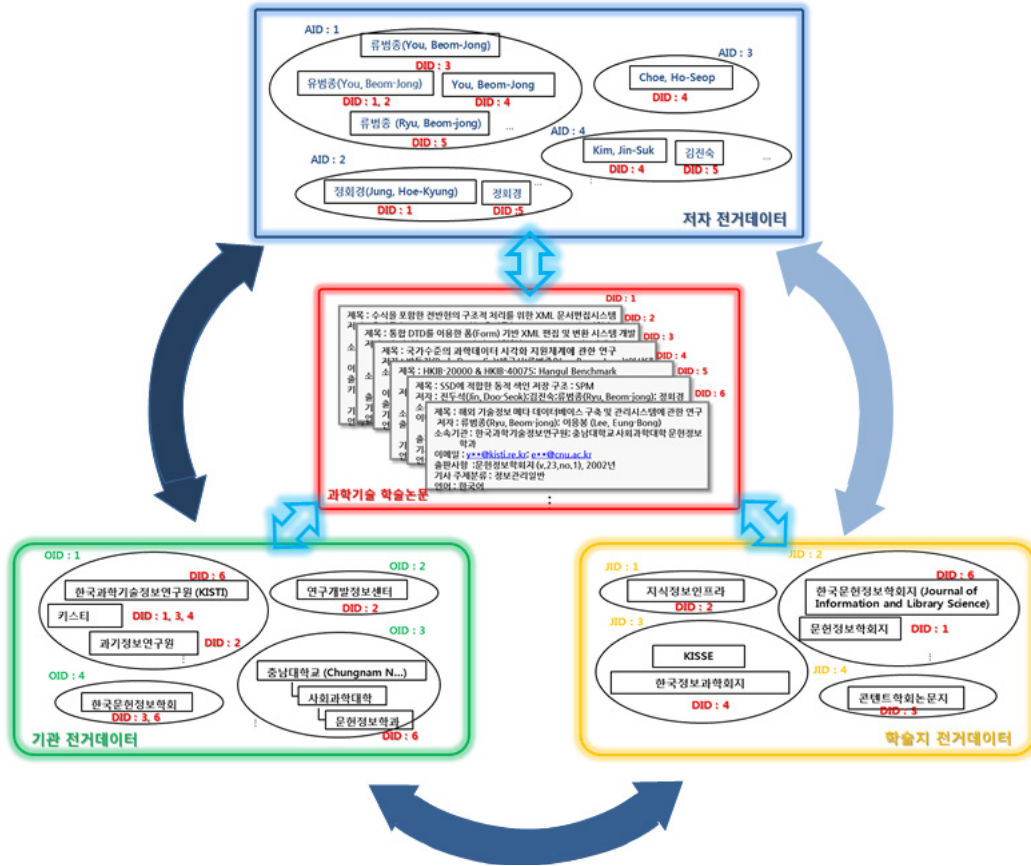 AID : 1
류범종(You, Beom-Jong)
DID : 3
유범종(You, Beom-Jong)
DID : 1, 2
You, Beom-Jong
DID : 4
류범종 (Ryu, Beom-jong)
DID : 5
...
AID : 3
Choe, Ho-Seop
DID : 4
AID : 4
Kim, Jin-Suk
DID : 4
김진숙
DID : 5
...
AID : 2
정회경(Jung, Hoe-Kyung)
DID : 1
정회경
DID :5
...
저자 전거데이터
DID : 1
제목 : 수식을 포함한 전반현의 구조적 처리를 위한 XML 문서편집시스템
DID : 2
제목 : 통합 DTD를 이용한 폼(Form) 기반 XML 편집 및 변환 시스템 개발
DID : 3
제목 : 국가수준의 과학데이터 시각화 지원체계에 관한 연구
DID : 4
제목 : HKIB-20000 & HKIB-40075: Hangul Benchmark
DID : 5
제목 : SSD에 적합한 동적 색인 저장 구조 : SPM
저자 : 진두석(Jin, Doo-Seok);김진숙;류범종(Ryu, Beom-jong); 정회경
DID : 6
제목 : 해외 기술정보 메타 데이터베이스 구축 및 관리시스템에 관한 연구
저자 : 류범종(Ryu, Beom-jong); 이응봉 (Lee, Eung-Bong)
소속기관 : 한국과학기술정보연구원; 충남대학교 사회과학대학 문헌정보
학과
이메일 : y**@kisti.re.kr; e**@cnu.ac.kr
출판사항 :문헌정보학회지 (v,23,no,1), 2002년
기사 주제분류 : 정보관리일반
언어 : 한국어
과학기술 학술논문
OID : 1
DID : 6
한국과학기술정보연구원 (KISTI)
키스티
DID : 1, 3, 4
과기정보연구원
DID : 2
OID : 2
연구개발정보센터
DID : 2
OID : 3
충남대학교 (Chungnam N...)
사회과학대학
문헌정보학과
DID : 6
OID : 4
한국문헌정보학회
DID : 3, 6
기관 전거데이터
JID : 1
지식정보인프라
DID : 2
JID : 2
DID : 6
한국문헌정보학회지 (Journal of
Information and Library Science)
문헌정보학회지
DID : 1
JID : 3
KISSE
한국정보과학회지
DID : 4
JID : 4
콘텐트학회논문지
DID : 5
학술지 전거데이터